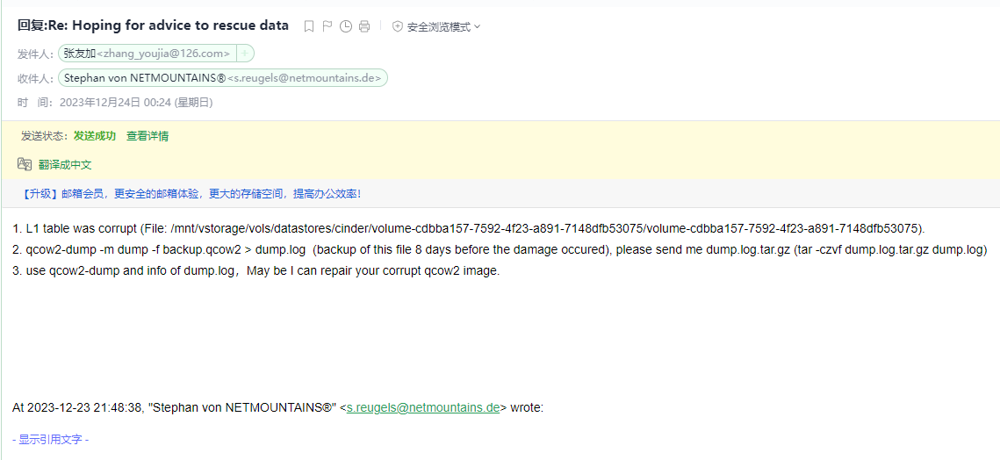 回复:Re: Hoping for advice to rescue data
安全浏览模式
发件人： 张友加<zhang_youjia@126.com> +
收件人： Stephan von NETMOUNTAINS®<s.reugels@netmountains.de>
时 间： 2023年12月24日 00:24 (星期日)
发送状态： 发送成功 查看详情
翻译成中文
【升级】邮箱会员，更安全的邮箱体验，更大的存储空间，提高办公效率！
1. L1 table was corrupt (File: /mnt/vstorage/vols/datastores/cinder/volume-cdbba157-7592-4f23-a891-7148dfb53075/volume-cdbba157-7592-4f23-a891-7148dfb53075).
2. qcow2-dump -m dump -f backup.qcow2 > dump.log (backup of this file 8 days before the damage occured), please send me dump.log.tar.gz (tar -czvf dump.log.tar.gz dump.log)
3. use qcow2-dump and info of dump.log，May be I can repair your corrupt qcow2 image.
At 2023-12-23 21:48:38, "Stephan von NETMOUNTAINS®" <s.reugels@netmountains.de> wrote:
- 显示引用文字 -